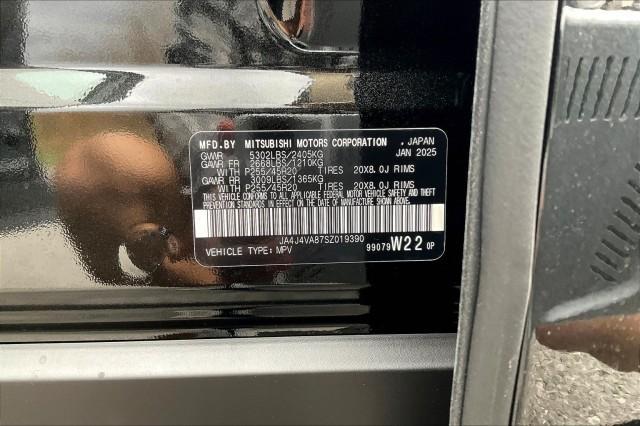 MFD.BY MITSUBISHI MOTORS CORPORATION , JAPAN
GVWR 5302LBS/2405KG JAN 2025
GAWR FR 2668LBS/1210KG
WITH P255/45R20 TIRES 20X8.0J RIMS
GAWR RR 3009LBS/1365KG
WITH P255/45R20 TIRES 20X8.0J RIMS
THIS VEHICLE CONFORMS TO ALL APPLICABLE FEDERAL MOTOR VEHICLE
SAFETY AND THEFT PREVENTION STANDARDS IN EFFECT
ON THE DATE OF MANUFACTURE SHOWN ABOVE.
JA4J4VA87SZ019390
VEHICLE TYPE: MPV 99079 W22 0P